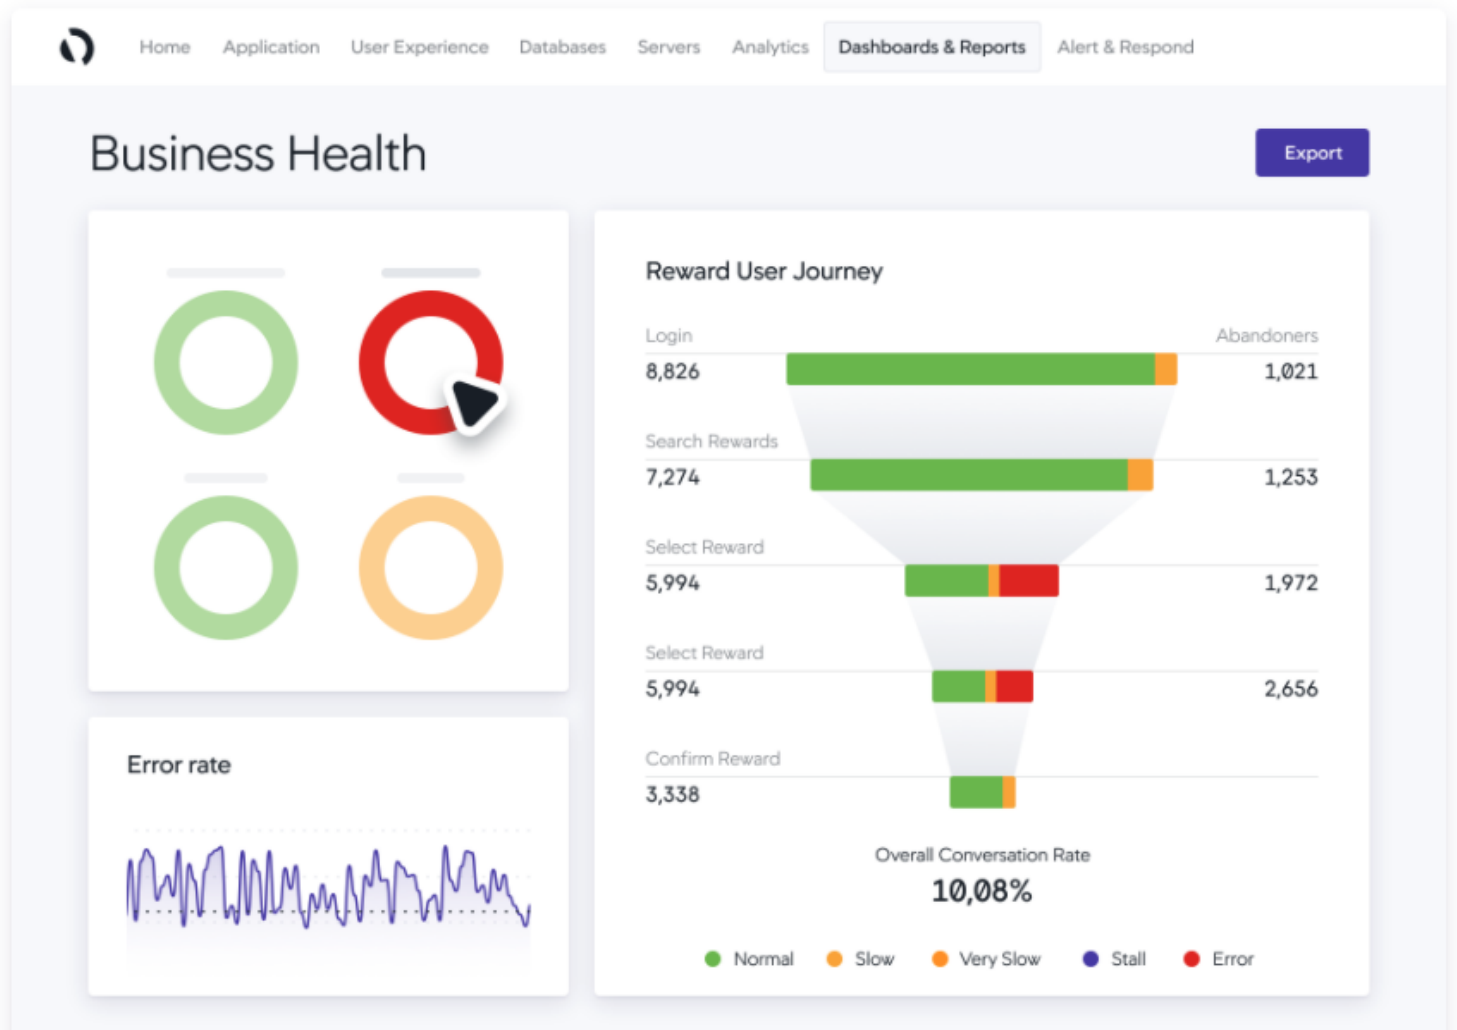 Home Application User Experience Databases Servers Analytics Dashboards & Reports Alert & Respond
Business Health
Export
Reward User Journey
Login Abandoners
8,826 1,021
Search Rewards
7,274 1,253
Select Reward
5,994 1,972
Select Reward
5,994 2,656
Confirm Reward
3,338
Overall Conversation Rate
10,08%
Normal Slow Very Slow Stall Error
Error rate